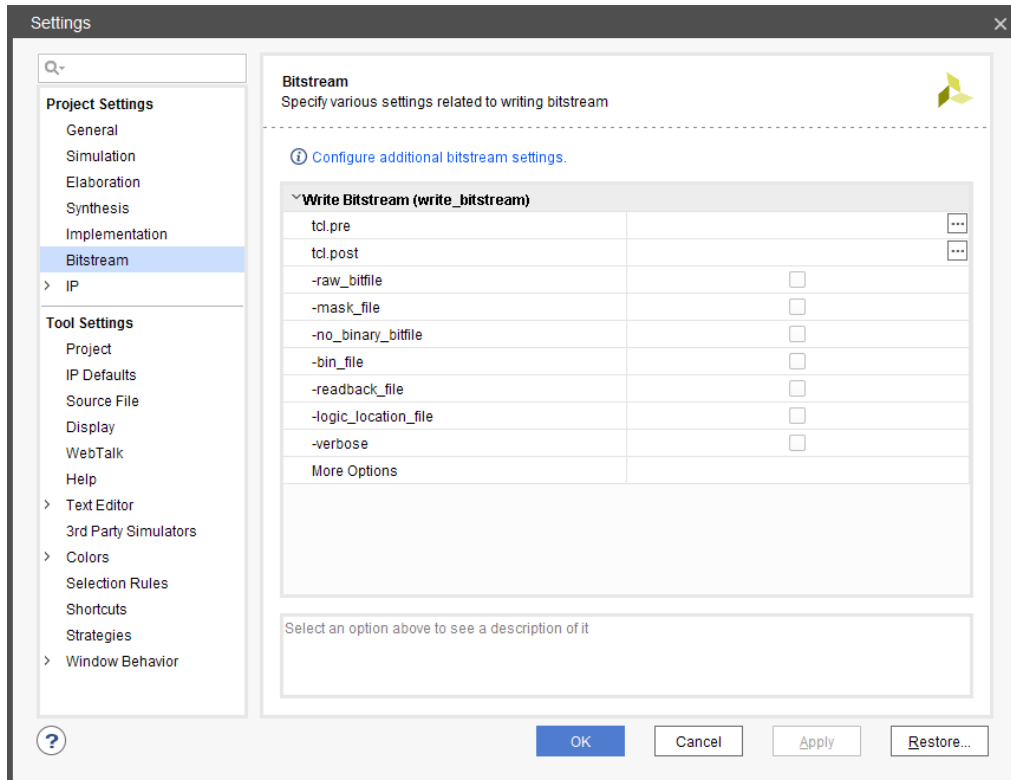 Settings
Project Settings
General
Simulation
Elaboration
Synthesis
Implementation
Bitstream
IP
Tool Settings
Project
IP Defaults
Source File
Display
WebTalk
Help
Text Editor
3rd Party Simulators
Colors
Selection Rules
Shortcuts
Strategies
Window Behavior
Bitstream
Specify various settings related to writing bitstream
Configure additional bitstream settings.
Write Bitstream (write_bitstream)
tcl.pre
tcl.post
-raw_bitfile
-mask_file
-no_binary_bitfile
-bin_file
-readback_file
-logic_location_file
-verbose
More Options
Select an option above to see a description of it
?
OK
Cancel
Apply
Restore...